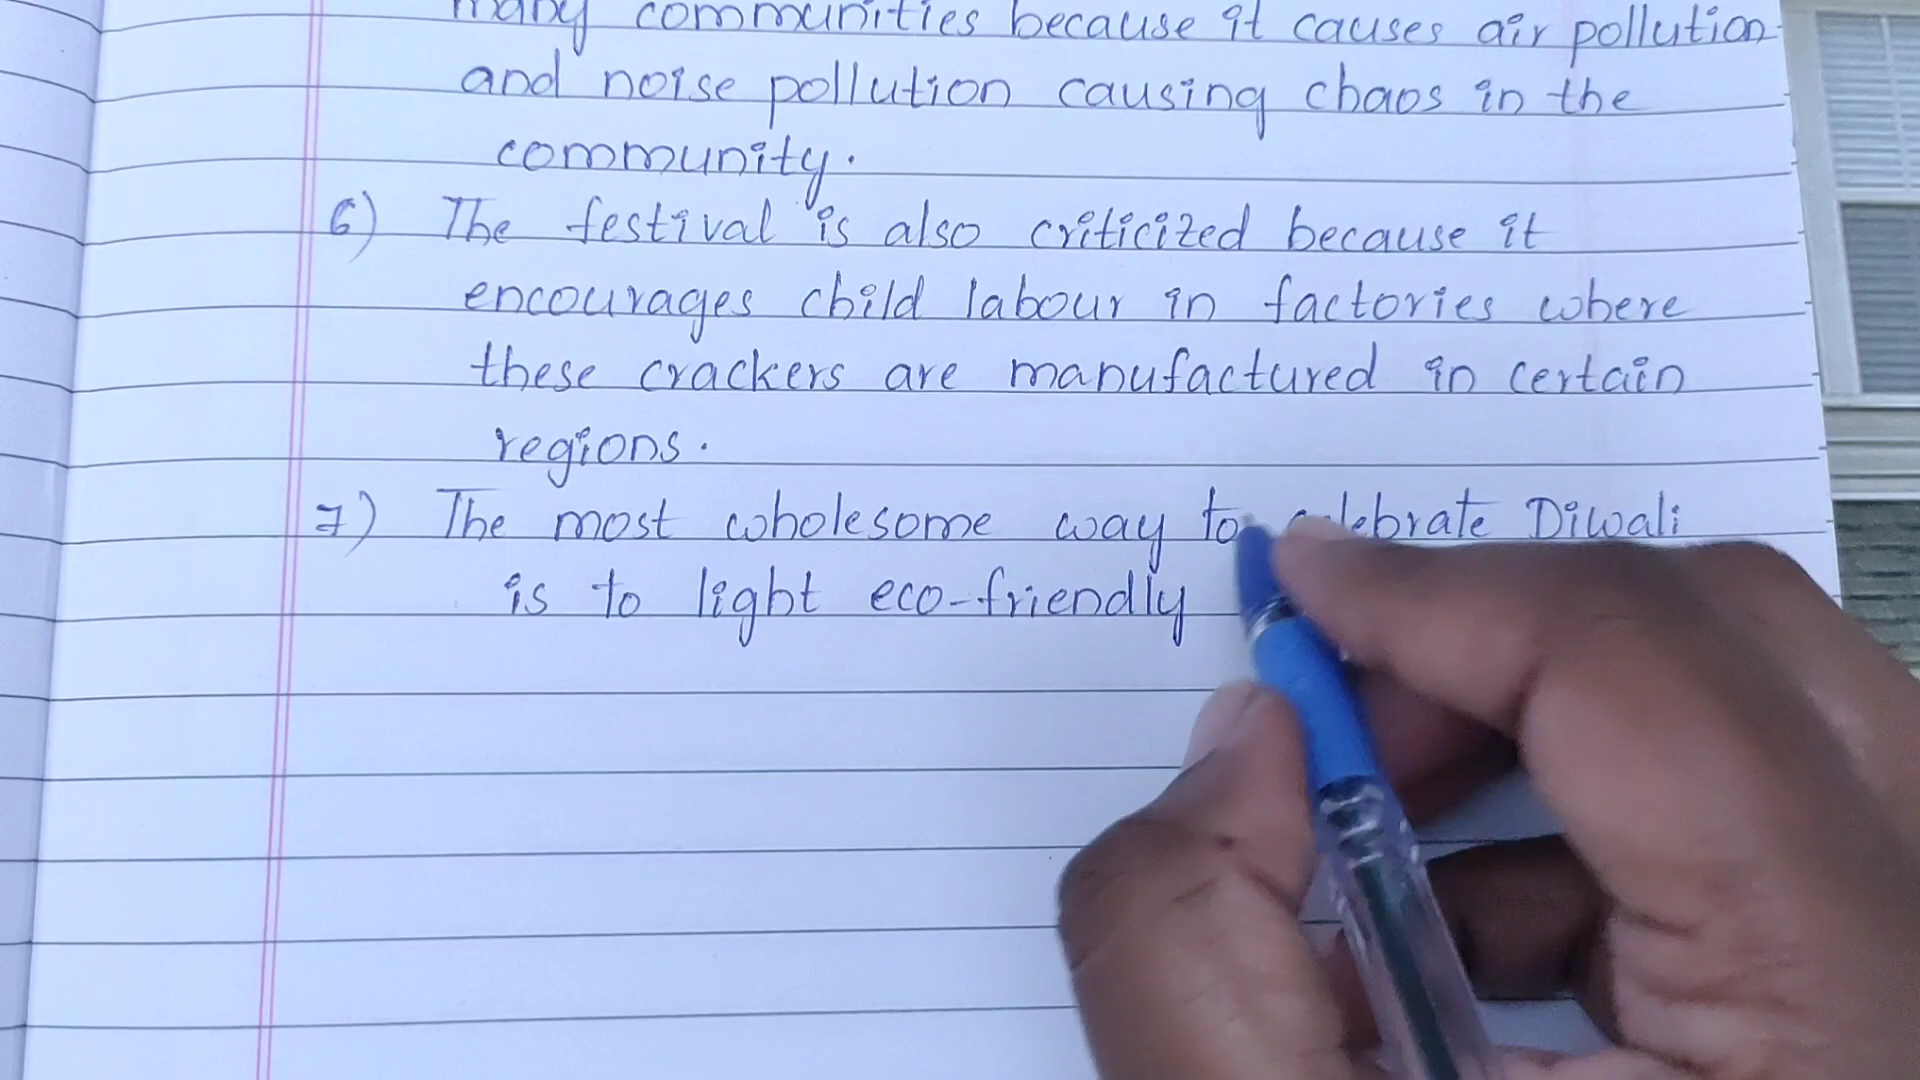 many communities because it causes air pollution
and noise pollution causing chaos in the
community.
6) The festival is also criticized because it
encourages child labour in factories where
these crackers are manufactured in certain
regions.
7) The most wholesome way to celebrate Diwali
is to light eco-friendly